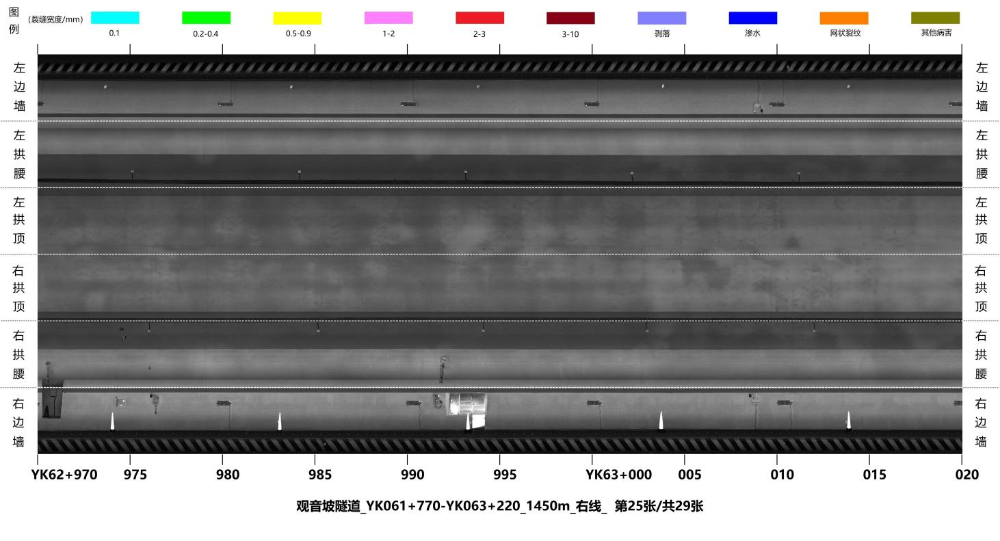 图例 (裂缝宽度/mm)
0.1 0.2-0.4 0.5-0.9 1-2 2-3 3-10 剥落 渗水 网状裂纹 其他病害
左边墙 左边墙
左拱腰 左拱腰
左拱顶 左拱顶
右拱顶 右拱顶
右拱腰 右拱腰
右边墙 右边墙
YK62+970 975 980 985 990 995 YK63+000 005 010 015 020
观音坡隧道_YK061+770-YK063+220_1450m_右线_ 第25张/共29张